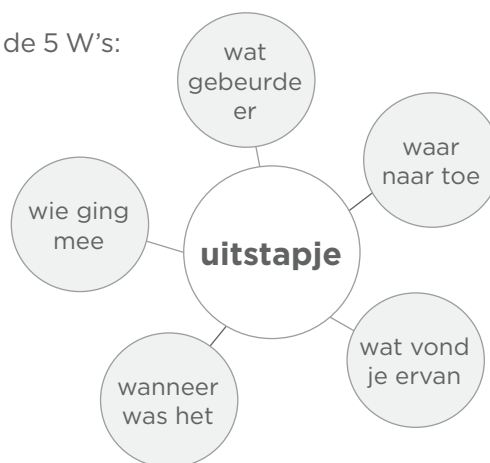 de 5 W's:
wat
gebeurde
er
waar
naar toe
wie ging
mee
uitstapje
wat vond
je ervan
wanneer
was het